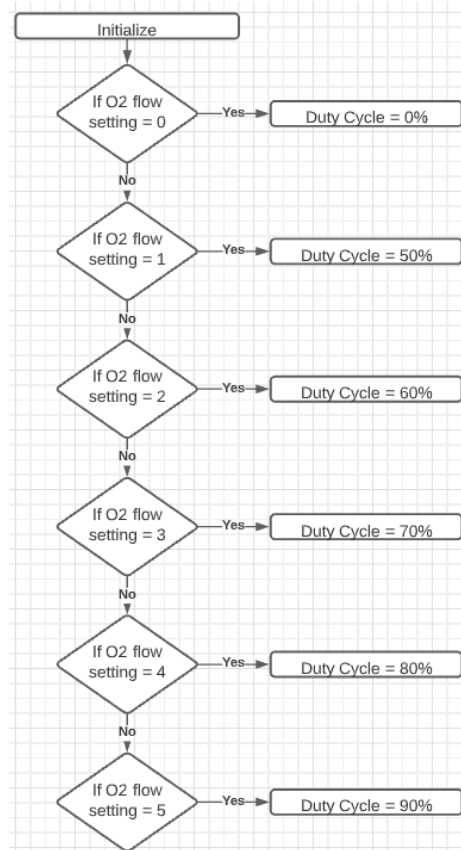 Initialize
If O2 flow
setting = 0
Yes
Duty Cycle = 0%
No
If O2 flow
setting = 1
Yes
Duty Cycle = 50%
No
If O2 flow
setting = 2
Yes
Duty Cycle = 60%
No
If O2 flow
setting = 3
Yes
Duty Cycle = 70%
No
If O2 flow
setting = 4
Yes
Duty Cycle = 80%
No
If O2 flow
setting = 5
Yes
Duty Cycle = 90%